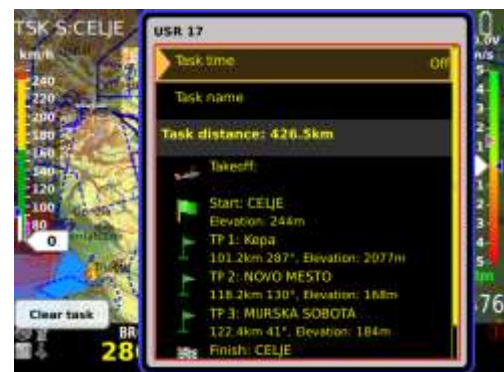 TSK S:CELJE
km/h
240
220
200
180
160
140
120
100
80
0
Clear task
USR 17
Task time Off
Task name
Task distance: 426.5km
Takeoff:
Start: CELJE
Elevation: 244m
TP 1: Kepa
101.2km 287°, Elevation: 2077m
TP 2: NOVO MESTO
118.2km 130°, Elevation: 168m
TP 3: MURSKA SOBOTA
122.4km 41°, Elevation: 184m
Finish: CELJE
5
4
3
2
1
1
2
3
4
5